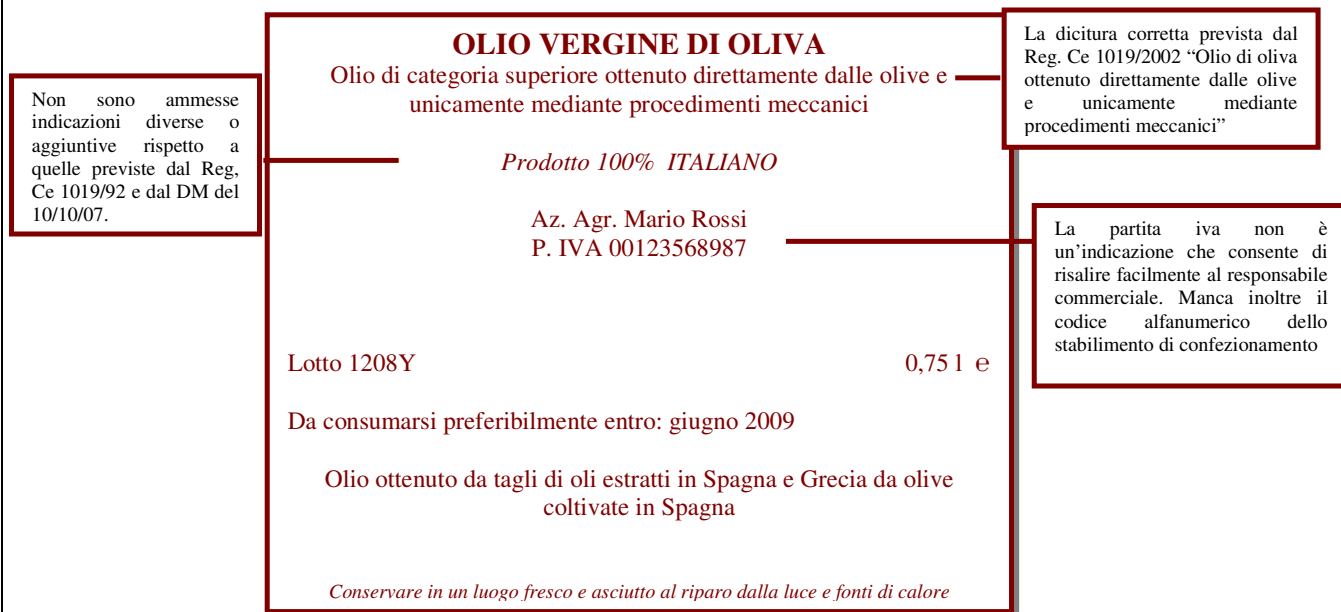 Non sono ammesse
indicazioni diverse o
aggiuntive rispetto a
quelle previste dal Reg,
Ce 1019/92 e dal DM del
10/10/07.
OLIO VERGINE DI OLIVA
Olio di categoria superiore ottenuto direttamente dalle olive e
unicamente mediante procedimenti meccanici
Prodotto 100% ITALIANO
Az. Agr. Mario Rossi
P. IVA 00123568987
Lotto 1208Y 0,75 l ℮
Da consumarsi preferibilmente entro: giugno 2009
Olio ottenuto da tagli di oli estratti in Spagna e Grecia da olive
coltivate in Spagna
Conservare in un luogo fresco e asciutto al riparo dalla luce e fonti di calore
La dicitura corretta prevista dal
Reg. Ce 1019/2002 “Olio di oliva
ottenuto direttamente dalle olive
e unicamente mediante
procedimenti meccanici”
La partita iva non è
un’indicazione che consente di
risalire facilmente al responsabile
commerciale. Manca inoltre il
codice alfanumerico dello
stabilimento di confezionamento